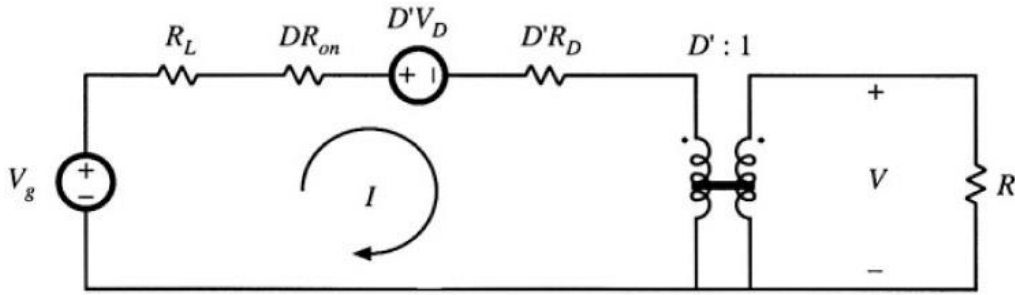 D'V_D
R_L DR_on D'R_D D' : 1
+ −
+
V_g + − I V R
−